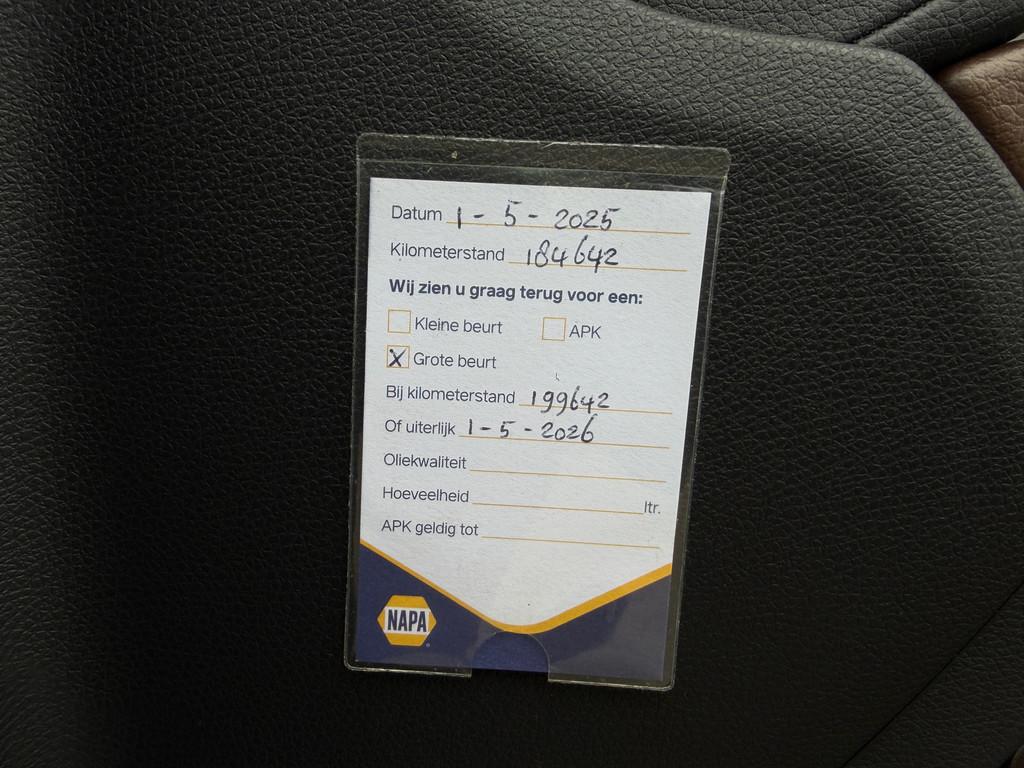 Datum 1 - 5 - 2025
Kilometerstand 184642
Wij zien u graag terug voor een:
Kleine beurt APK
X Grote beurt
Bij kilometerstand 199642
Of uiterlijk 1 - 5 - 2026
Oliekwaliteit
Hoeveelheid ltr.
APK geldig tot
NAPA